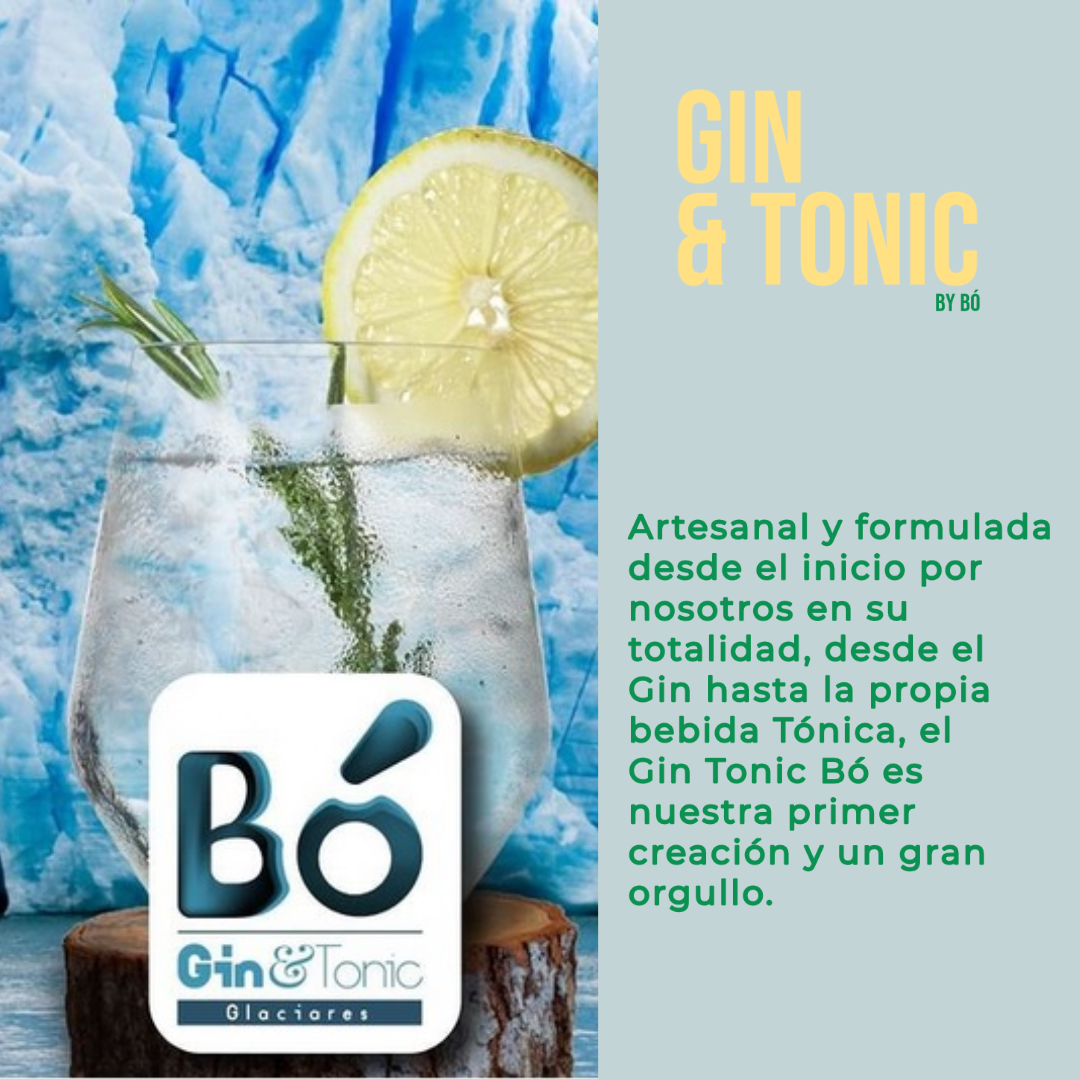 GIN
& TONIC
BY BÓ
Artesanal y formulada
desde el inicio por
nosotros en su
totalidad, desde el
Gin hasta la propia
bebida Tónica, el
Gin Tonic Bó es
nuestra primer
creación y un gran
orgullo.
Bó
Gin & Tonic
Glaciares